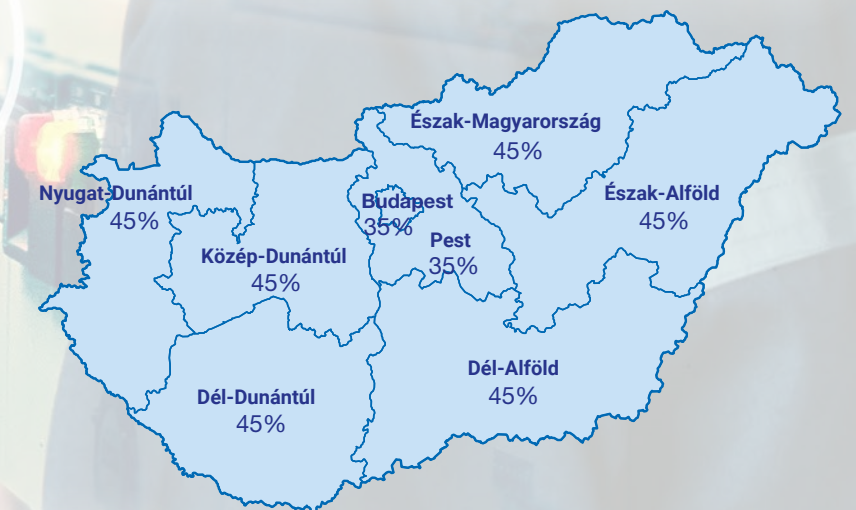 Észak-Magyarország
45%
Nyugat-Dunántúl
45%
Budapest
35%
Észak-Alföld
45%
Pest
35%
Közép-Dunántúl
45%
Dél-Alföld
45%
Dél-Dunántúl
45%